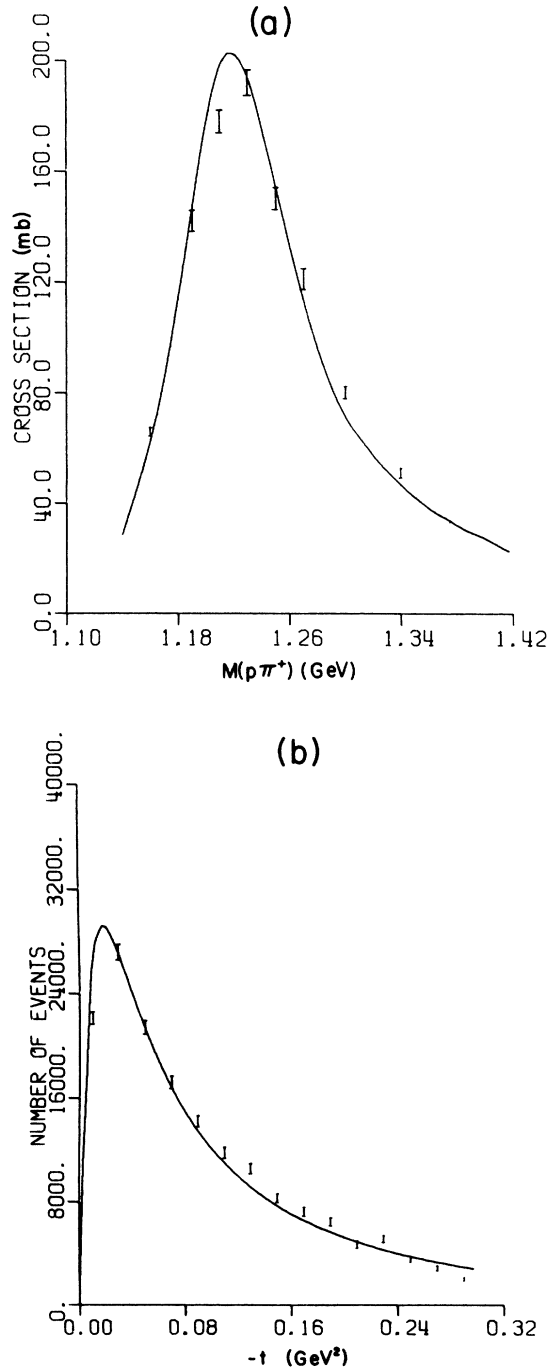 (a)
CROSS SECTION (mb)
200.0
160.0
120.0
80.0
40.0
0.0
1.10 1.18 1.26 1.34 1.42
M(pπ⁺) (GeV)
(b)
NUMBER OF EVENTS
40000.
32000.
24000.
16000.
8000.
0.
0.00 0.08 0.16 0.24 0.32
-t (GeV²)